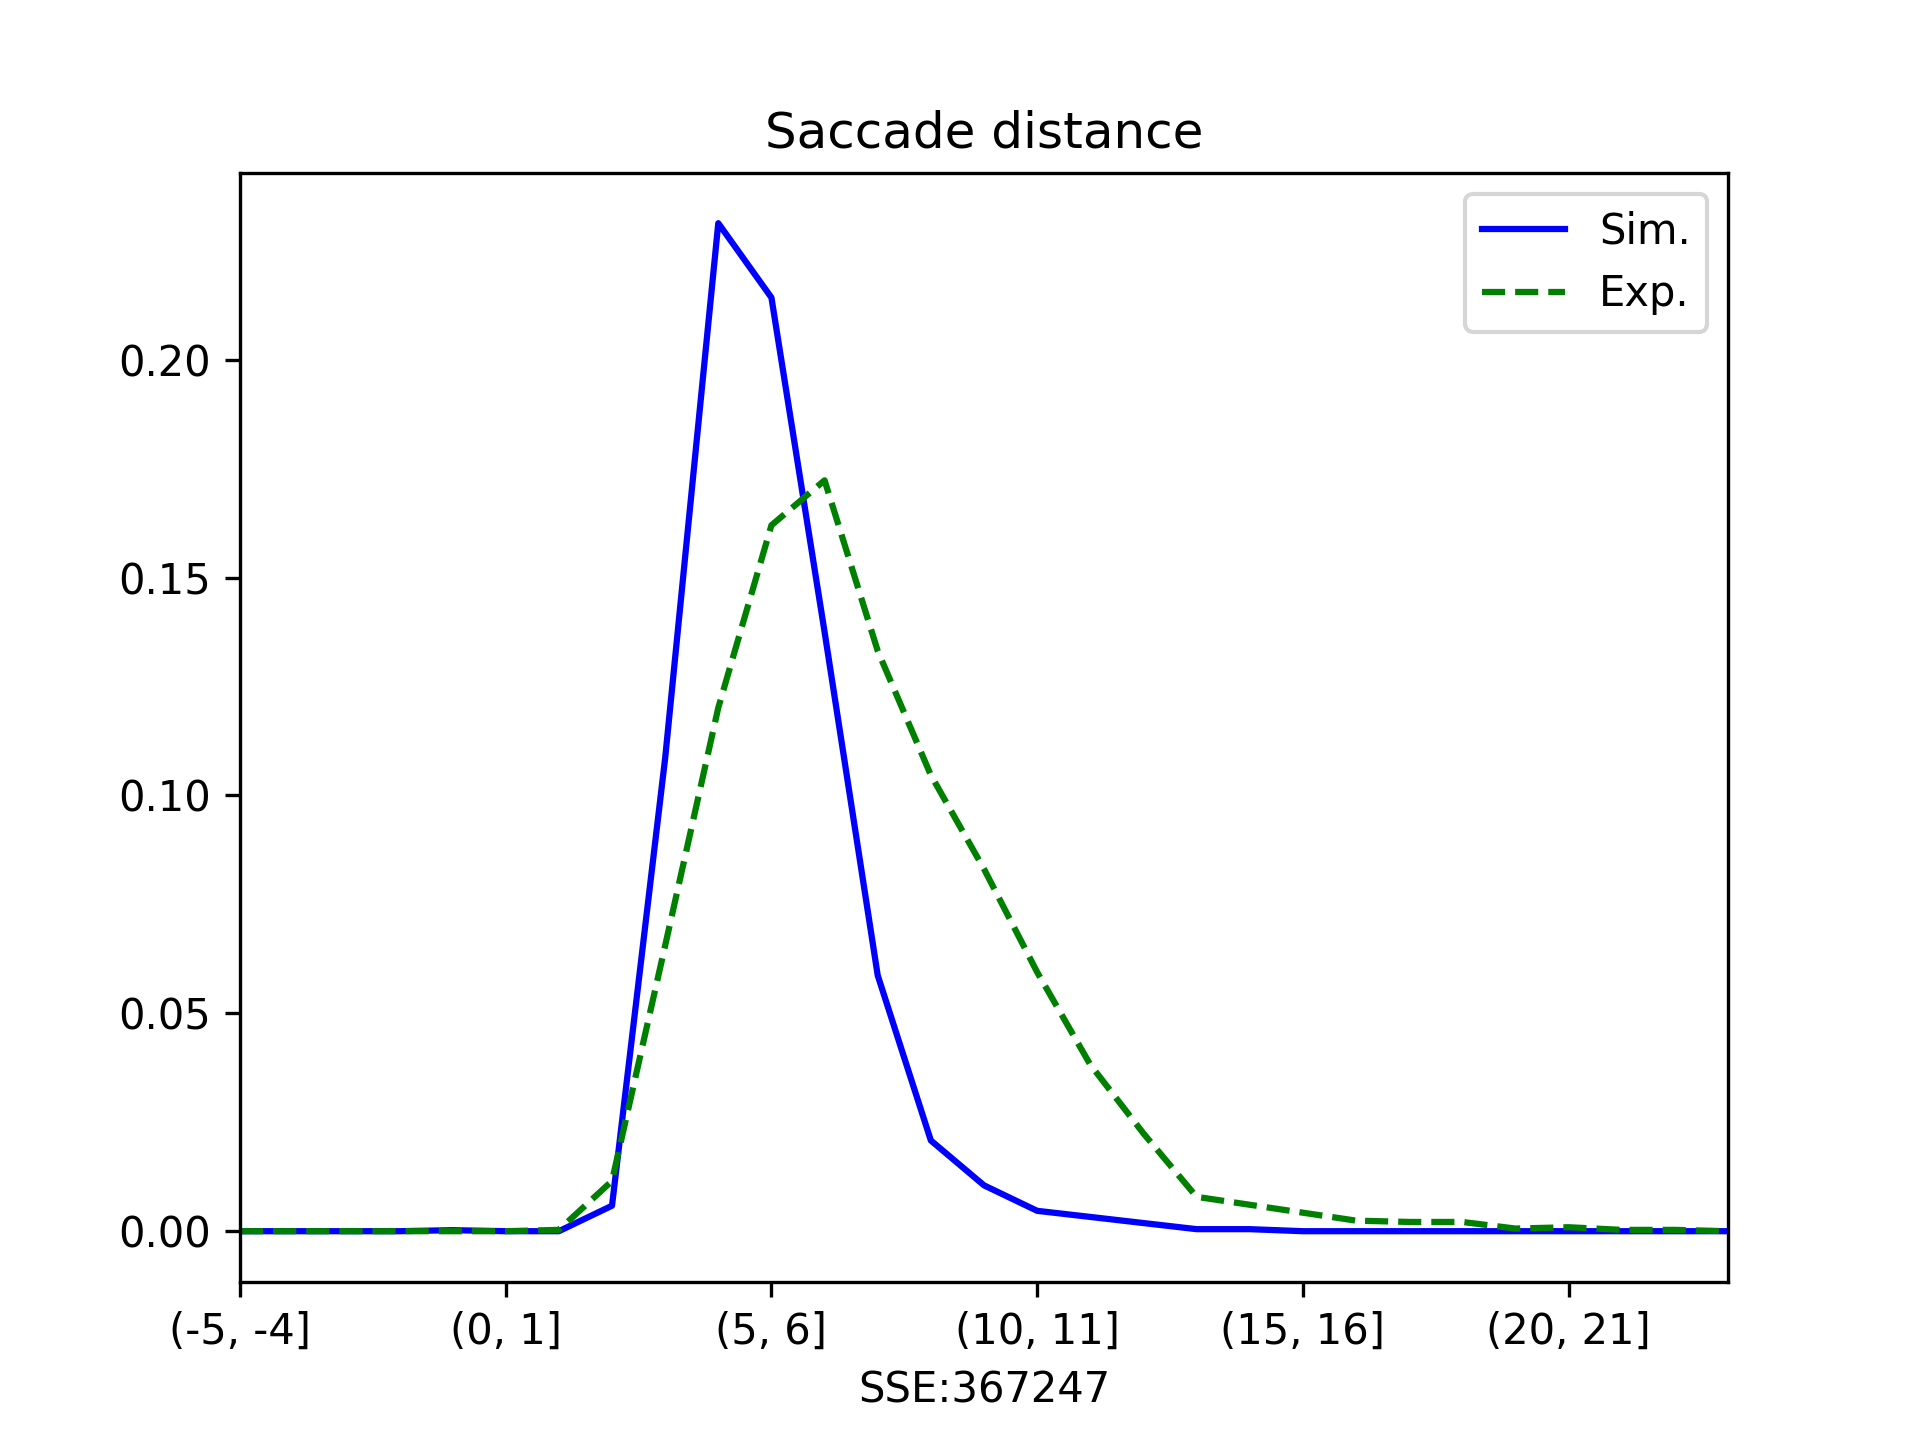 Saccade distance
Sim.
Exp.
0.20
0.15
0.10
0.05
0.00
(-5, -4] (0, 1] (5, 6] (10, 11] (15, 16] (20, 21]
SSE:367247